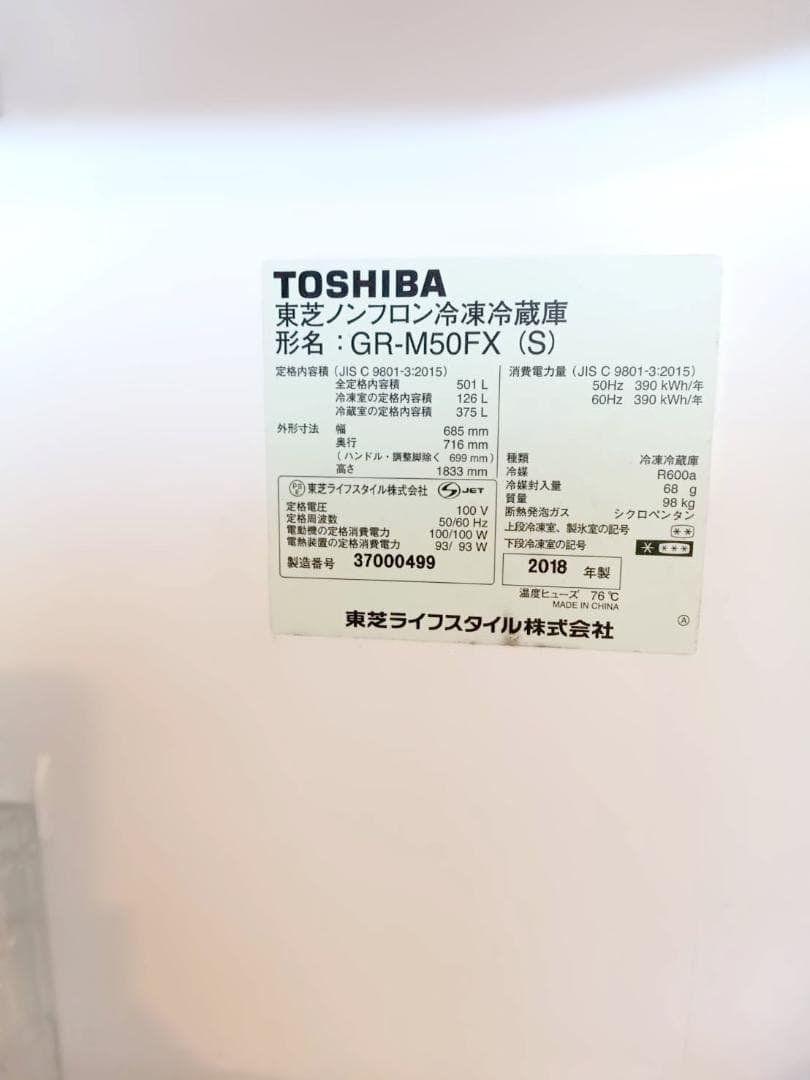 TOSHIBA
東芝ノンフロン冷凍冷蔵庫
形名：GR-M50FX (S)
定格内容積 (JIS C 9801-3:2015)
全定格内容積 501 L
冷凍室の定格内容積 126 L
冷蔵室の定格内容積 375 L
外形寸法 幅 685 mm
奥行 716 mm
(ハンドル・調整脚除く 699 mm)
高さ 1833 mm
PSE 東芝ライフスタイル株式会社 S JET
定格電圧 100 V
定格周波数 50/60 Hz
電動機の定格消費電力 100/100 W
電熱装置の定格消費電力 93/ 93 W
製造番号 37000499
消費電力量 (JIS C 9801-3:2015)
50Hz 390 kWh/年
60Hz 390 kWh/年
種類 冷凍冷蔵庫
冷媒 R600a
冷媒封入量 68 g
質量 98 kg
断熱発泡ガス シクロペンタン
上段冷凍室、製氷室の記号 **
下段冷凍室の記号 * ***
2018 年製
温度ヒューズ 76 ℃
MADE IN CHINA
東芝ライフスタイル株式会社 Ⓐ